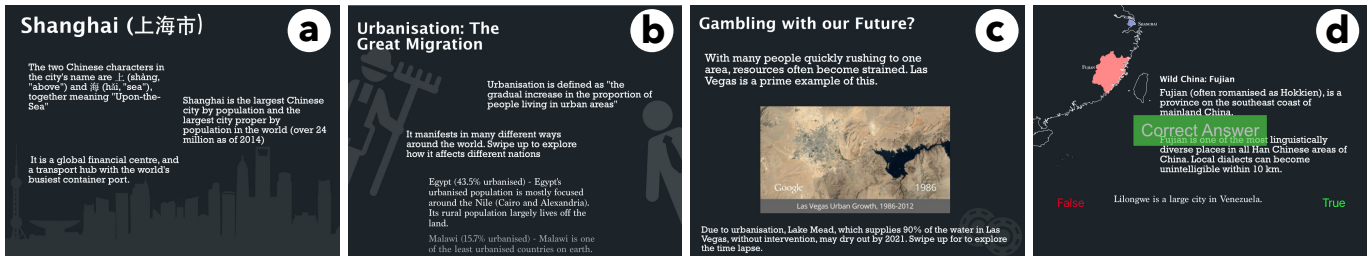 Shanghai (上海市)
a
The two Chinese characters in
the city's name are 上 (shàng,
"above") and 海 (hǎi, "sea"),
together meaning "Upon-the-
Sea"
Shanghai is the largest Chinese
city by population and the
largest city proper by
population in the world (over 24
million as of 2014)
It is a global financial centre, and
a transport hub with the world's
busiest container port.
Urbanisation: The
Great Migration
b
Urbanisation is defined as "the
gradual increase in the proportion of
people living in urban areas"
It manifests in many different ways
around the world. Swipe up to explore
how it affects different nations
Egypt (43.5% urbanised) - Egypt's
urbanised population is mostly focused
around the Nile (Cairo and Alexandria).
Its rural population largely lives off the
land.
Malawi (15.7% urbanised) - Malawi is one
of the least urbanised countries on earth.
Gambling with our Future?
c
With many people quickly rushing to one
area, resources often become strained. Las
Vegas is a prime example of this.
Google
1986
Las Vegas Urban Growth, 1986-2012
Due to urbanisation, Lake Mead, which supplies 90% of the water in Las
Vegas, without intervention, may dry out by 2021. Swipe up for to explore
the time lapse.
d
Shanghai
Fujian
Wild China: Fujian
Fujian (often romanised as Hokkien), is a
province on the southeast coast of
mainland China.
Correct Answer
Fujian is one of the most linguistically
diverse places in all Han Chinese areas of
China. Local dialects can become
unintelligible within 10 km.
False
Lilongwe is a large city in Venezuela.
True